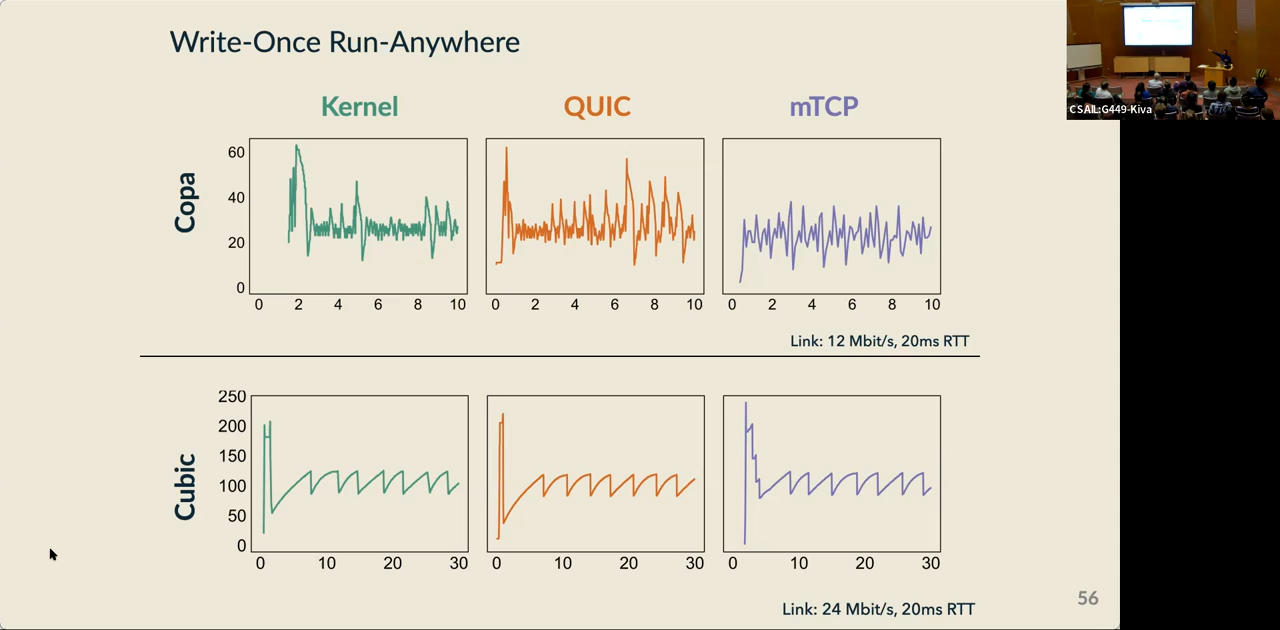 Write-Once Run-Anywhere
CSAIL:G449-Kiva
Kernel
QUIC
mTCP
Copa
60
40
20
0
0 2 4 6 8 10
0 2 4 6 8 10
0 2 4 6 8 10
Link: 12 Mbit/s, 20ms RTT
Cubic
250
200
150
100
50
0
0 10 20 30
0 10 20 30
0 10 20 30
Link: 24 Mbit/s, 20ms RTT
56